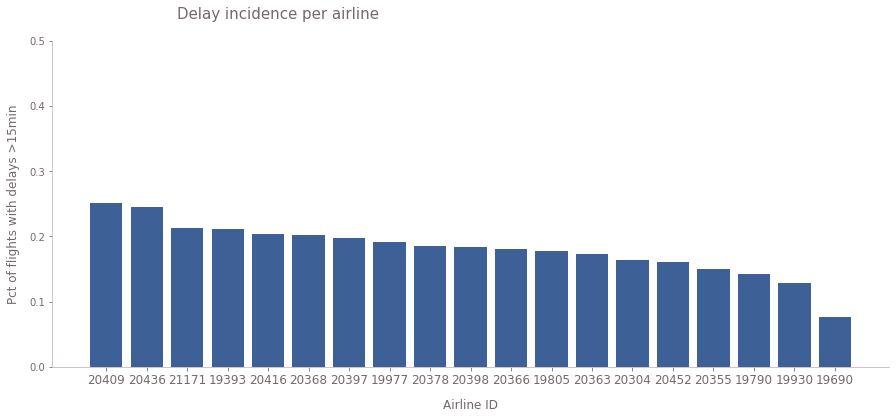 Delay incidence per airline
Pct of flights with delays >15min
0.5
0.4
0.3
0.2
0.1
0.0
20409 20436 21171 19393 20416 20368 20397 19977 20378 20398 20366 19805 20363 20304 20452 20355 19790 19930 19690
Airline ID